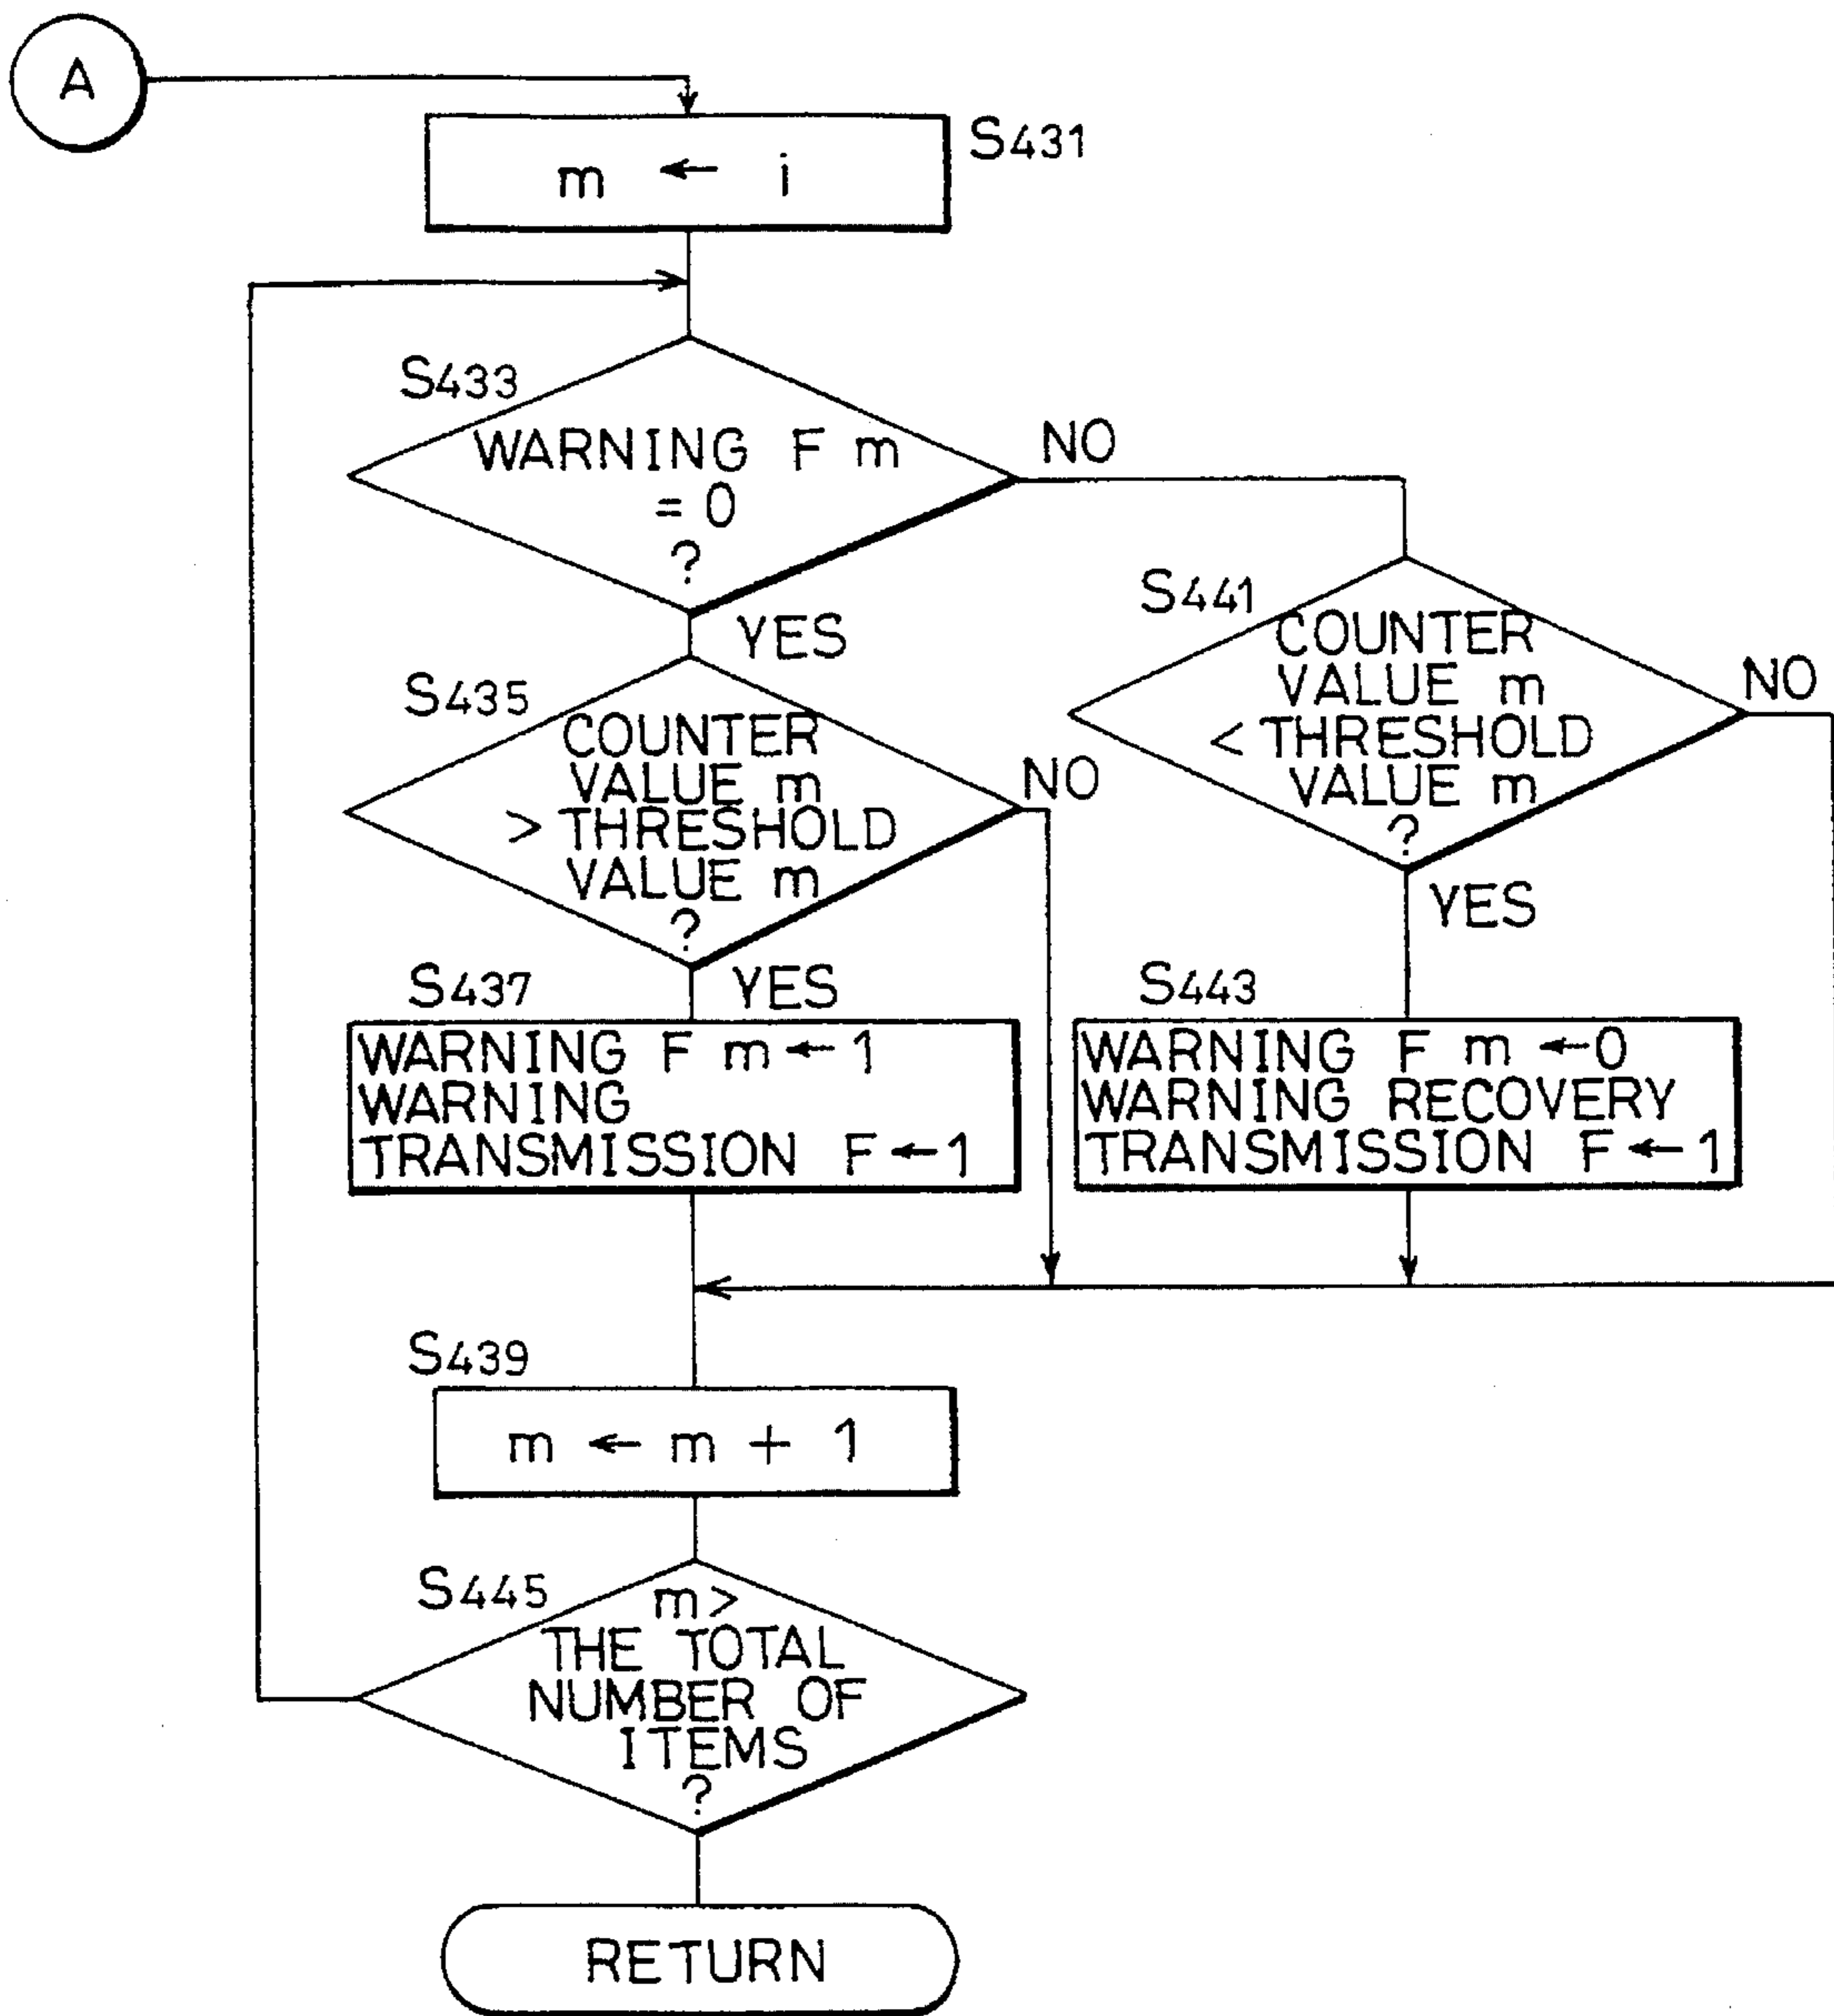 A
S431
m ← i
S433
WARNING F m
= 0
?
NO
YES
S441
COUNTER
VALUE m
< THRESHOLD
VALUE m
?
NO
YES
S435
COUNTER
VALUE m
> THRESHOLD
VALUE m
?
NO
YES
S437
WARNING F m ← 1
WARNING
TRANSMISSION F ← 1
S443
WARNING F m ← 0
WARNING RECOVERY
TRANSMISSION F ← 1
S439
m ← m + 1
S445
m >
THE TOTAL
NUMBER OF
ITEMS
?
RETURN